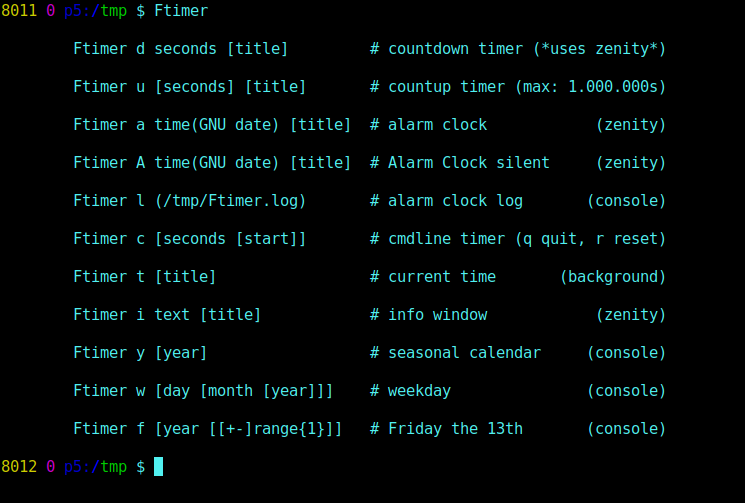 8011 0 p5:/tmp $ Ftimer
Ftimer d seconds [title]         # countdown timer (*uses zenity*)
Ftimer u [seconds] [title]       # countup timer (max: 1.000.000s)
Ftimer a time(GNU date) [title]  # alarm clock            (zenity)
Ftimer A time(GNU date) [title]  # Alarm Clock silent     (zenity)
Ftimer l (/tmp/Ftimer.log)       # alarm Clock log       (console)
Ftimer c [seconds [start]]       # cmdline timer (q quit, r reset)
Ftimer t [title]                 # current time       (background)
Ftimer i text [title]            # info window            (zenity)
Ftimer y [year]                  # seasonal calendar     (console)
Ftimer w [day [month [year]]]    # weekday               (console)
Ftimer f [year [[+-]range{1}]]   # Friday the 13th       (console)
8012 0 p5:/tmp $